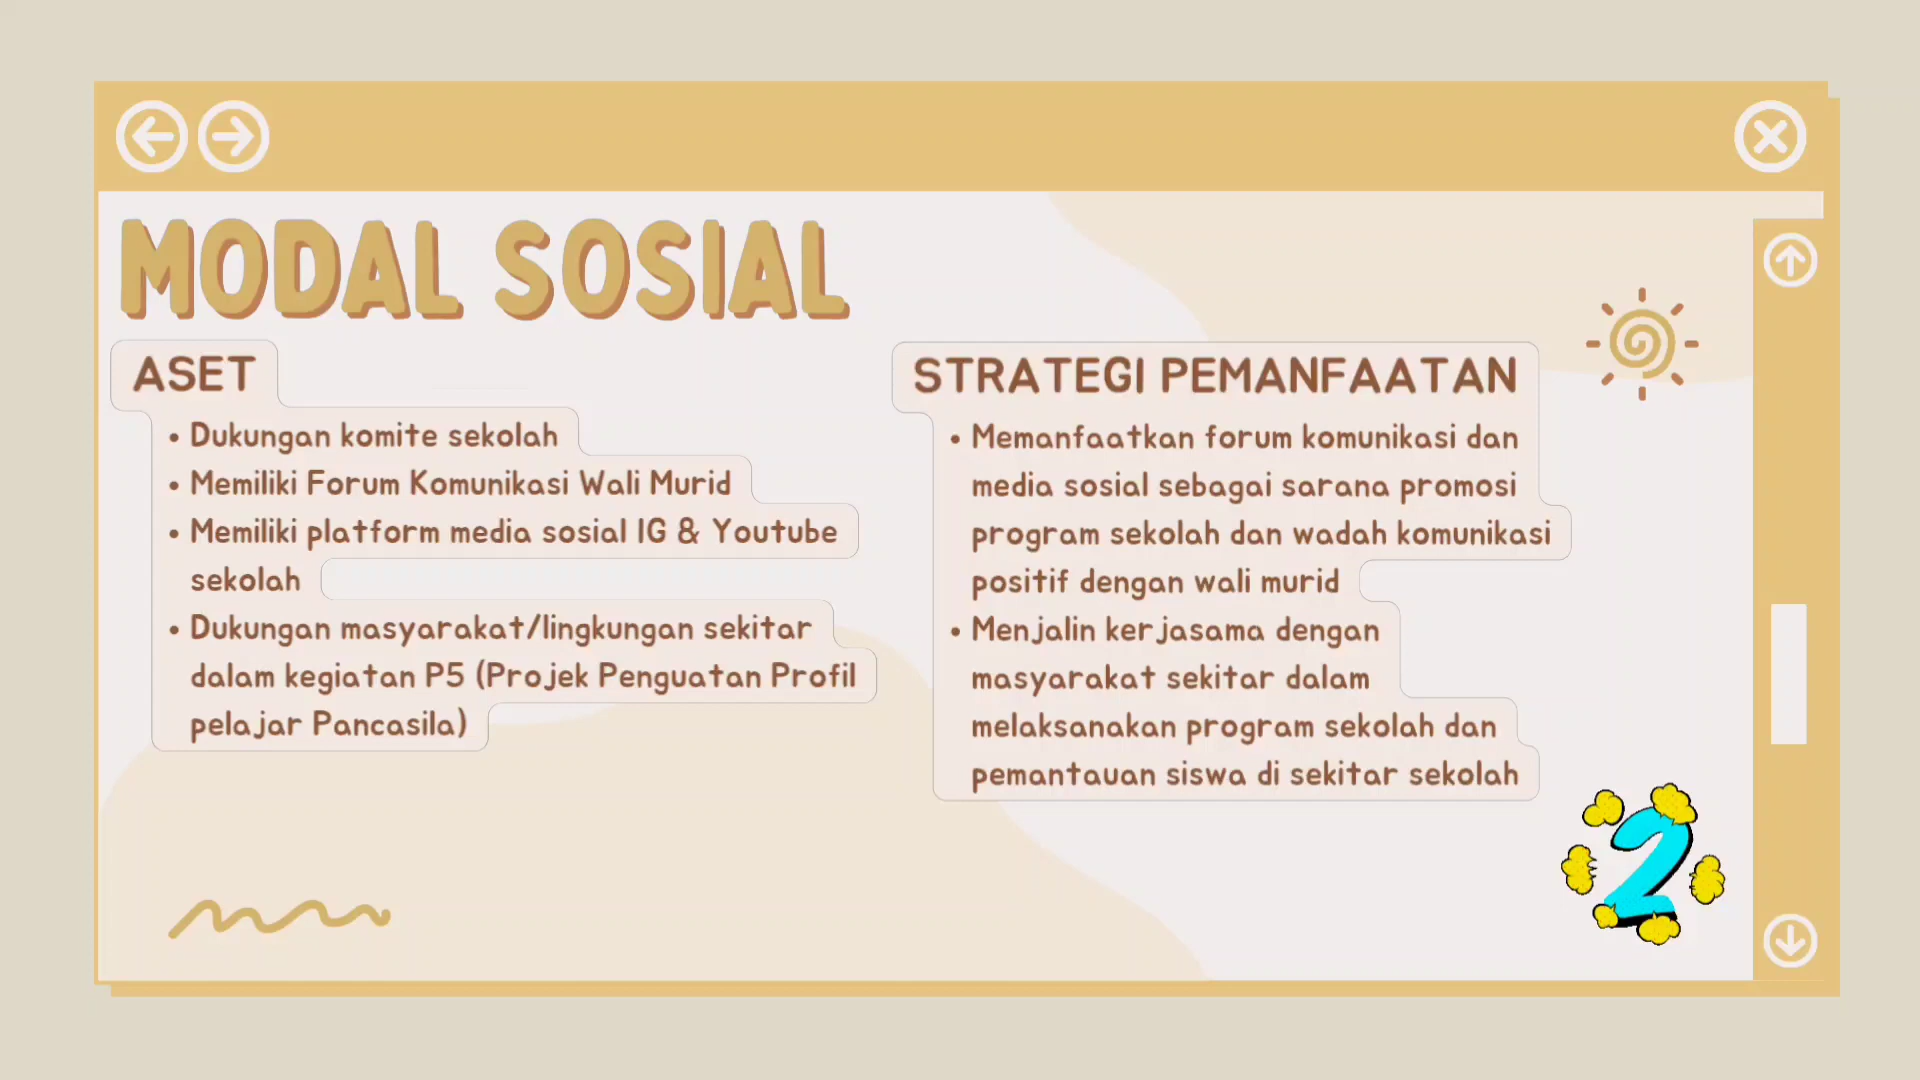 MODAL SOSIAL
ASET
• Dukungan komite sekolah
• Memiliki Forum Komunikasi Wali Murid
• Memiliki platform media sosial IG & Youtube
sekolah
• Dukungan masyarakat/lingkungan sekitar
dalam kegiatan P5 (Projek Penguatan Profil
pelajar Pancasila)
STRATEGI PEMANFAATAN
• Memanfaatkan forum komunikasi dan
media sosial sebagai sarana promosi
program sekolah dan wadah komunikasi
positif dengan wali murid
• Menjalin kerjasama dengan
masyarakat sekitar dalam
melaksanakan program sekolah dan
pemantauan siswa di sekitar sekolah
2